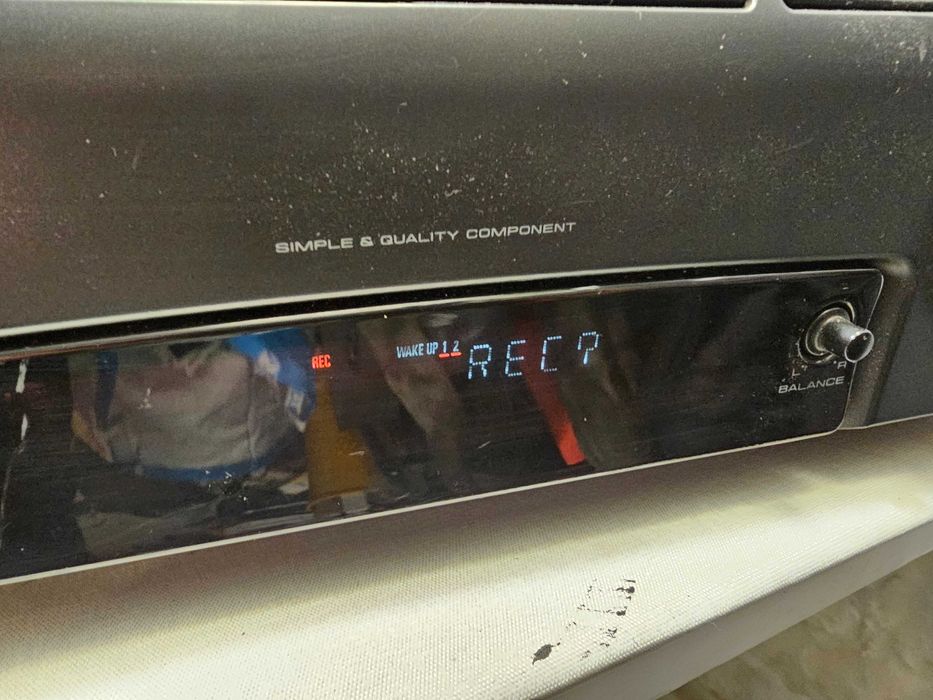 SIMPLE & QUALITY COMPONENT
REC WAKE UP 1 2 REC?
L R
BALANCE